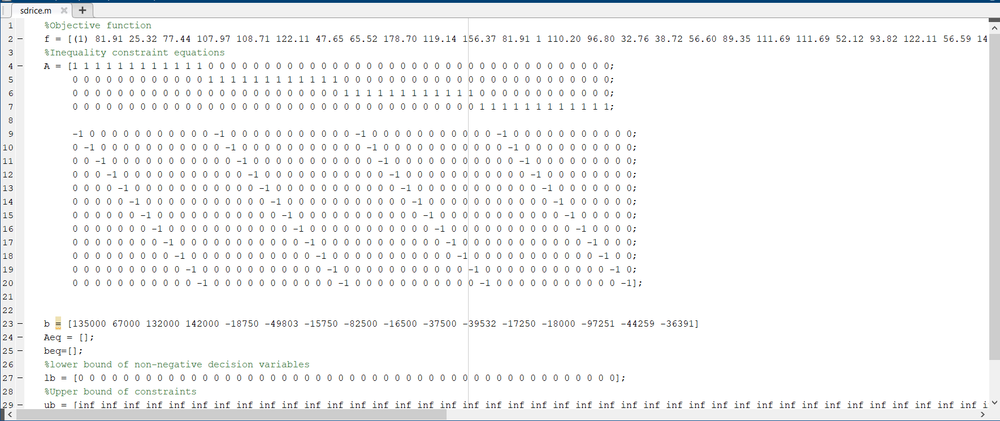 sdrice.m
1 %Objective function
2 f = [(1) 81.91 25.32 77.44 107.97 108.71 122.11 47.65 65.52 178.70 119.14 156.37 81.91 1 110.20 96.80 32.76 38.72 56.60 89.35 111.69 111.69 52.12 93.82 122.11 56.59 14
3 %Inequality constraint equations
4 A = [1 1 1 1 1 1 1 1 1 1 1 1 0 0 0 0 0 0 0 0 0 0 0 0 0 0 0 0 0 0 0 0 0 0 0 0 0 0 0 0 0 0 0 0 0 0 0 0;
5 0 0 0 0 0 0 0 0 0 0 0 0 1 1 1 1 1 1 1 1 1 1 1 1 0 0 0 0 0 0 0 0 0 0 0 0 0 0 0 0 0 0 0 0 0 0 0 0;
6 0 0 0 0 0 0 0 0 0 0 0 0 0 0 0 0 0 0 0 0 0 0 0 0 1 1 1 1 1 1 1 1 1 1 1 1 0 0 0 0 0 0 0 0 0 0 0 0;
7 0 0 0 0 0 0 0 0 0 0 0 0 0 0 0 0 0 0 0 0 0 0 0 0 0 0 0 0 0 0 0 0 0 0 0 0 1 1 1 1 1 1 1 1 1 1 1 1;
8
9 -1 0 0 0 0 0 0 0 0 0 0 0 -1 0 0 0 0 0 0 0 0 0 0 0 -1 0 0 0 0 0 0 0 0 0 0 0 -1 0 0 0 0 0 0 0 0 0 0 0;
10 0 -1 0 0 0 0 0 0 0 0 0 0 0 -1 0 0 0 0 0 0 0 0 0 0 0 -1 0 0 0 0 0 0 0 0 0 0 0 -1 0 0 0 0 0 0 0 0 0 0;
11 0 0 -1 0 0 0 0 0 0 0 0 0 0 0 -1 0 0 0 0 0 0 0 0 0 0 0 -1 0 0 0 0 0 0 0 0 0 0 0 -1 0 0 0 0 0 0 0 0 0;
12 0 0 0 -1 0 0 0 0 0 0 0 0 0 0 0 -1 0 0 0 0 0 0 0 0 0 0 0 -1 0 0 0 0 0 0 0 0 0 0 0 -1 0 0 0 0 0 0 0 0;
13 0 0 0 0 -1 0 0 0 0 0 0 0 0 0 0 0 -1 0 0 0 0 0 0 0 0 0 0 0 -1 0 0 0 0 0 0 0 0 0 0 0 -1 0 0 0 0 0 0 0;
14 0 0 0 0 0 -1 0 0 0 0 0 0 0 0 0 0 0 -1 0 0 0 0 0 0 0 0 0 0 0 -1 0 0 0 0 0 0 0 0 0 0 0 -1 0 0 0 0 0 0;
15 0 0 0 0 0 0 -1 0 0 0 0 0 0 0 0 0 0 0 -1 0 0 0 0 0 0 0 0 0 0 0 -1 0 0 0 0 0 0 0 0 0 0 0 -1 0 0 0 0 0;
16 0 0 0 0 0 0 0 -1 0 0 0 0 0 0 0 0 0 0 0 -1 0 0 0 0 0 0 0 0 0 0 0 -1 0 0 0 0 0 0 0 0 0 0 0 -1 0 0 0 0;
17 0 0 0 0 0 0 0 0 -1 0 0 0 0 0 0 0 0 0 0 0 -1 0 0 0 0 0 0 0 0 0 0 0 -1 0 0 0 0 0 0 0 0 0 0 0 -1 0 0 0;
18 0 0 0 0 0 0 0 0 0 -1 0 0 0 0 0 0 0 0 0 0 0 -1 0 0 0 0 0 0 0 0 0 0 0 -1 0 0 0 0 0 0 0 0 0 0 0 -1 0 0;
19 0 0 0 0 0 0 0 0 0 0 -1 0 0 0 0 0 0 0 0 0 0 0 -1 0 0 0 0 0 0 0 0 0 0 0 -1 0 0 0 0 0 0 0 0 0 0 0 -1 0;
20 0 0 0 0 0 0 0 0 0 0 0 -1 0 0 0 0 0 0 0 0 0 0 0 -1 0 0 0 0 0 0 0 0 0 0 0 -1 0 0 0 0 0 0 0 0 0 0 0 -1];
21
22
23 b = [135000 67000 132000 142000 -18750 -49803 -15750 -82500 -16500 -37500 -39532 -17250 -18000 -97251 -44259 -36391]
24 Aeq = [];
25 beq=[];
26 %lower bound of non-negative decision variables
27 lb = [0 0 0 0 0 0 0 0 0 0 0 0 0 0 0 0 0 0 0 0 0 0 0 0 0 0 0 0 0 0 0 0 0 0 0 0 0 0 0 0 0 0 0 0 0 0 0 0];
28 %Upper bound of constraints
29 ub = [inf inf inf inf inf inf inf inf inf inf inf inf inf inf inf inf inf inf inf inf inf inf inf inf inf inf inf inf inf inf inf inf inf inf inf inf inf inf inf inf i